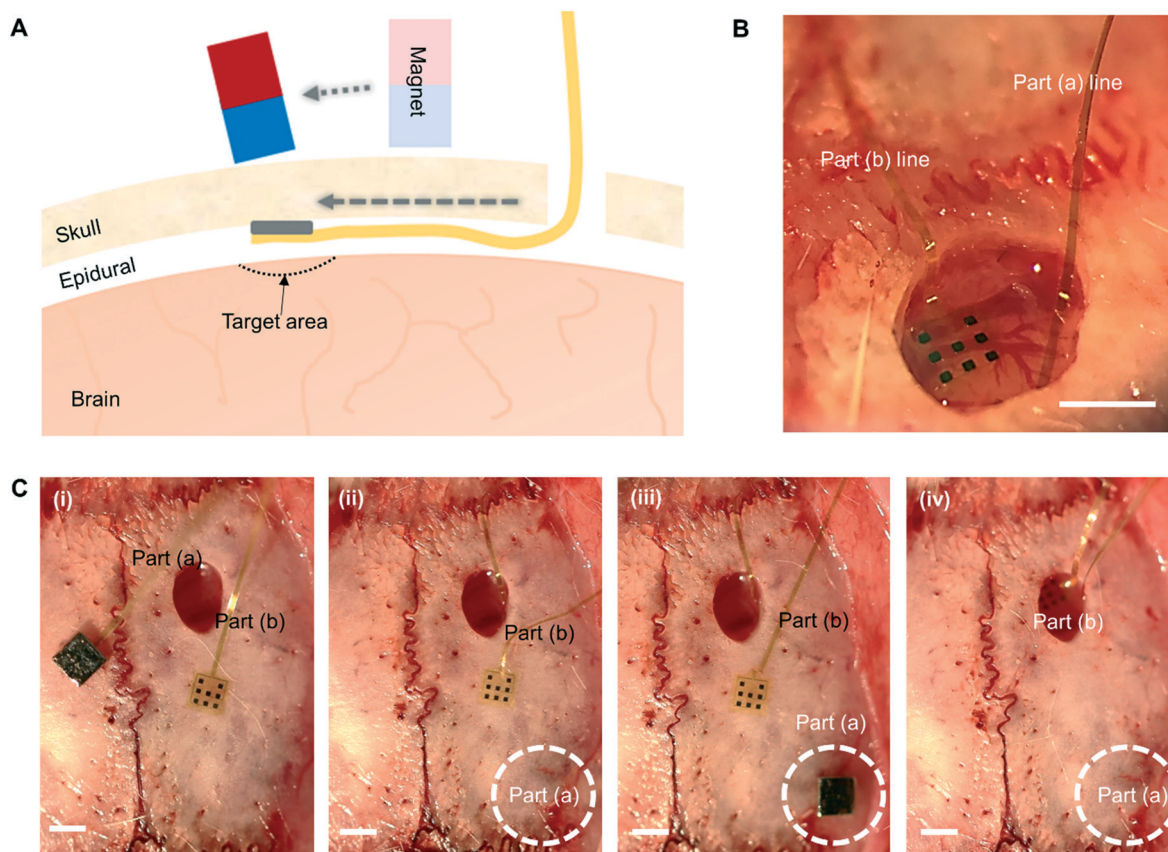 A
Magnet
Skull
Epidural
Target area
Brain
B
Part (a) line
Part (b) line
C
(i)
Part (a)
Part (b)
(ii)
Part (b)
Part (a)
(iii)
Part (b)
Part (a)
(iv)
Part (b)
Part (a)